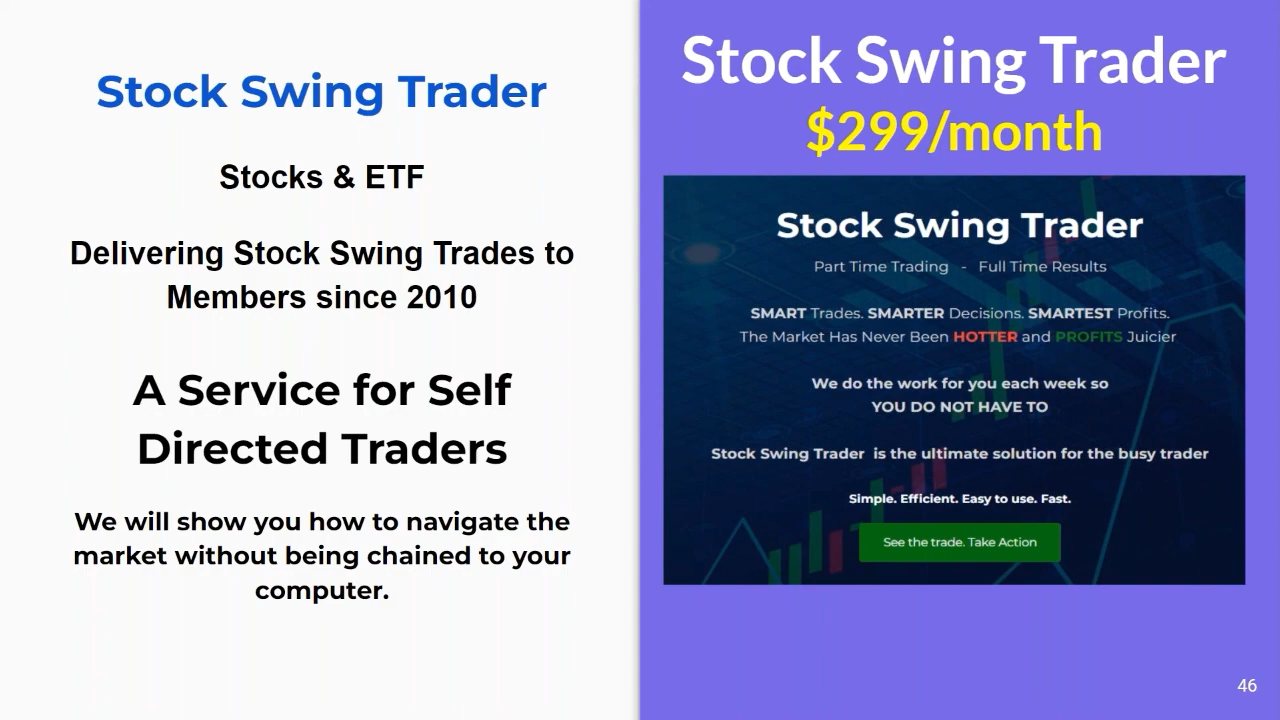 Stock Swing Trader
Stocks & ETF
Delivering Stock Swing Trades to
Members since 2010
A Service for Self
Directed Traders
We will show you how to navigate the
market without being chained to your
computer.
Stock Swing Trader
$299/month
Stock Swing Trader
Part Time Trading - Full Time Results
SMART Trades. SMARTER Decisions. SMARTEST Profits.
The Market Has Never Been HOTTER and PROFITS Juicier
We do the work for you each week so
YOU DO NOT HAVE TO
Stock Swing Trader is the ultimate solution for the busy trader
Simple. Efficient. Easy to use. Fast.
See the trade. Take Action
46